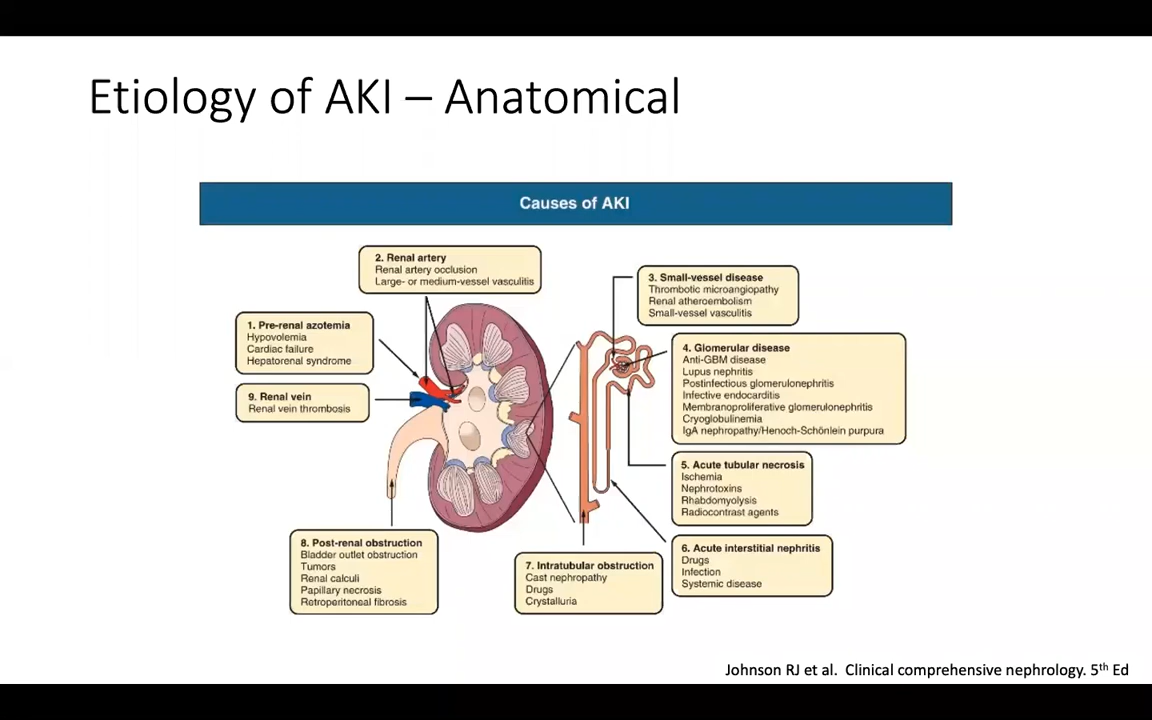 Etiology of AKI – Anatomical
Causes of AKI
2. Renal artery
Renal artery occlusion
Large- or medium-vessel vasculitis
1. Pre-renal azotemia
Hypovolemia
Cardiac failure
Hepatorenal syndrome
9. Renal vein
Renal vein thrombosis
3. Small-vessel disease
Thrombotic microangiopathy
Renal atheroembolism
Small-vessel vasculitis
4. Glomerular disease
Anti-GBM disease
Lupus nephritis
Postinfectious glomerulonephritis
Infective endocarditis
Membranoproliferative glomerulonephritis
Cryoglobulinemia
IgA nephropathy/Henoch-Schönlein purpura
5. Acute tubular necrosis
Ischemia
Nephrotoxins
Rhabdomyolysis
Radiocontrast agents
6. Acute interstitial nephritis
Drugs
Infection
Systemic disease
7. Intratubular obstruction
Cast nephropathy
Drugs
Crystalluria
8. Post-renal obstruction
Bladder outlet obstruction
Tumors
Renal calculi
Papillary necrosis
Retroperitoneal fibrosis
Johnson RJ et al. Clinical comprehensive nephrology. 5th Ed